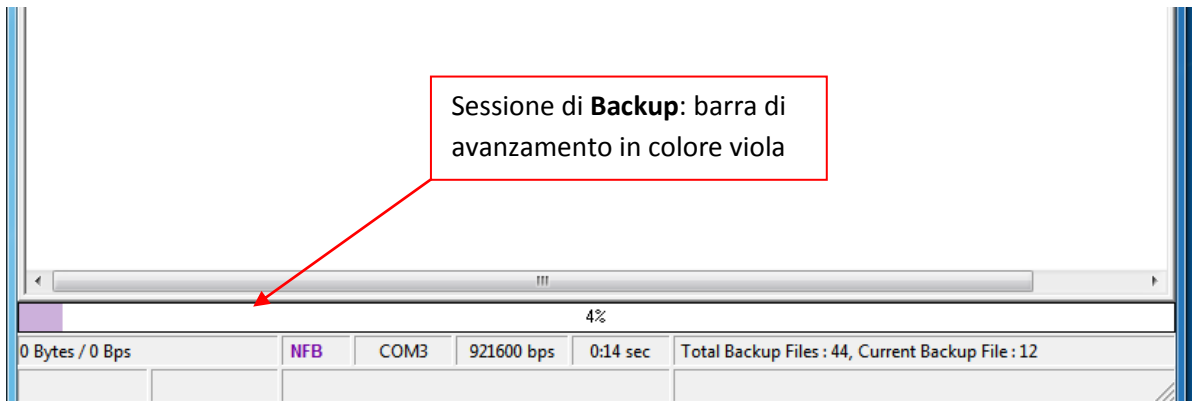 Sessione di Backup: barra di
avanzamento in colore viola
4%
0 Bytes / 0 Bps NFB COM3 921600 bps 0:14 sec Total Backup Files : 44, Current Backup File : 12